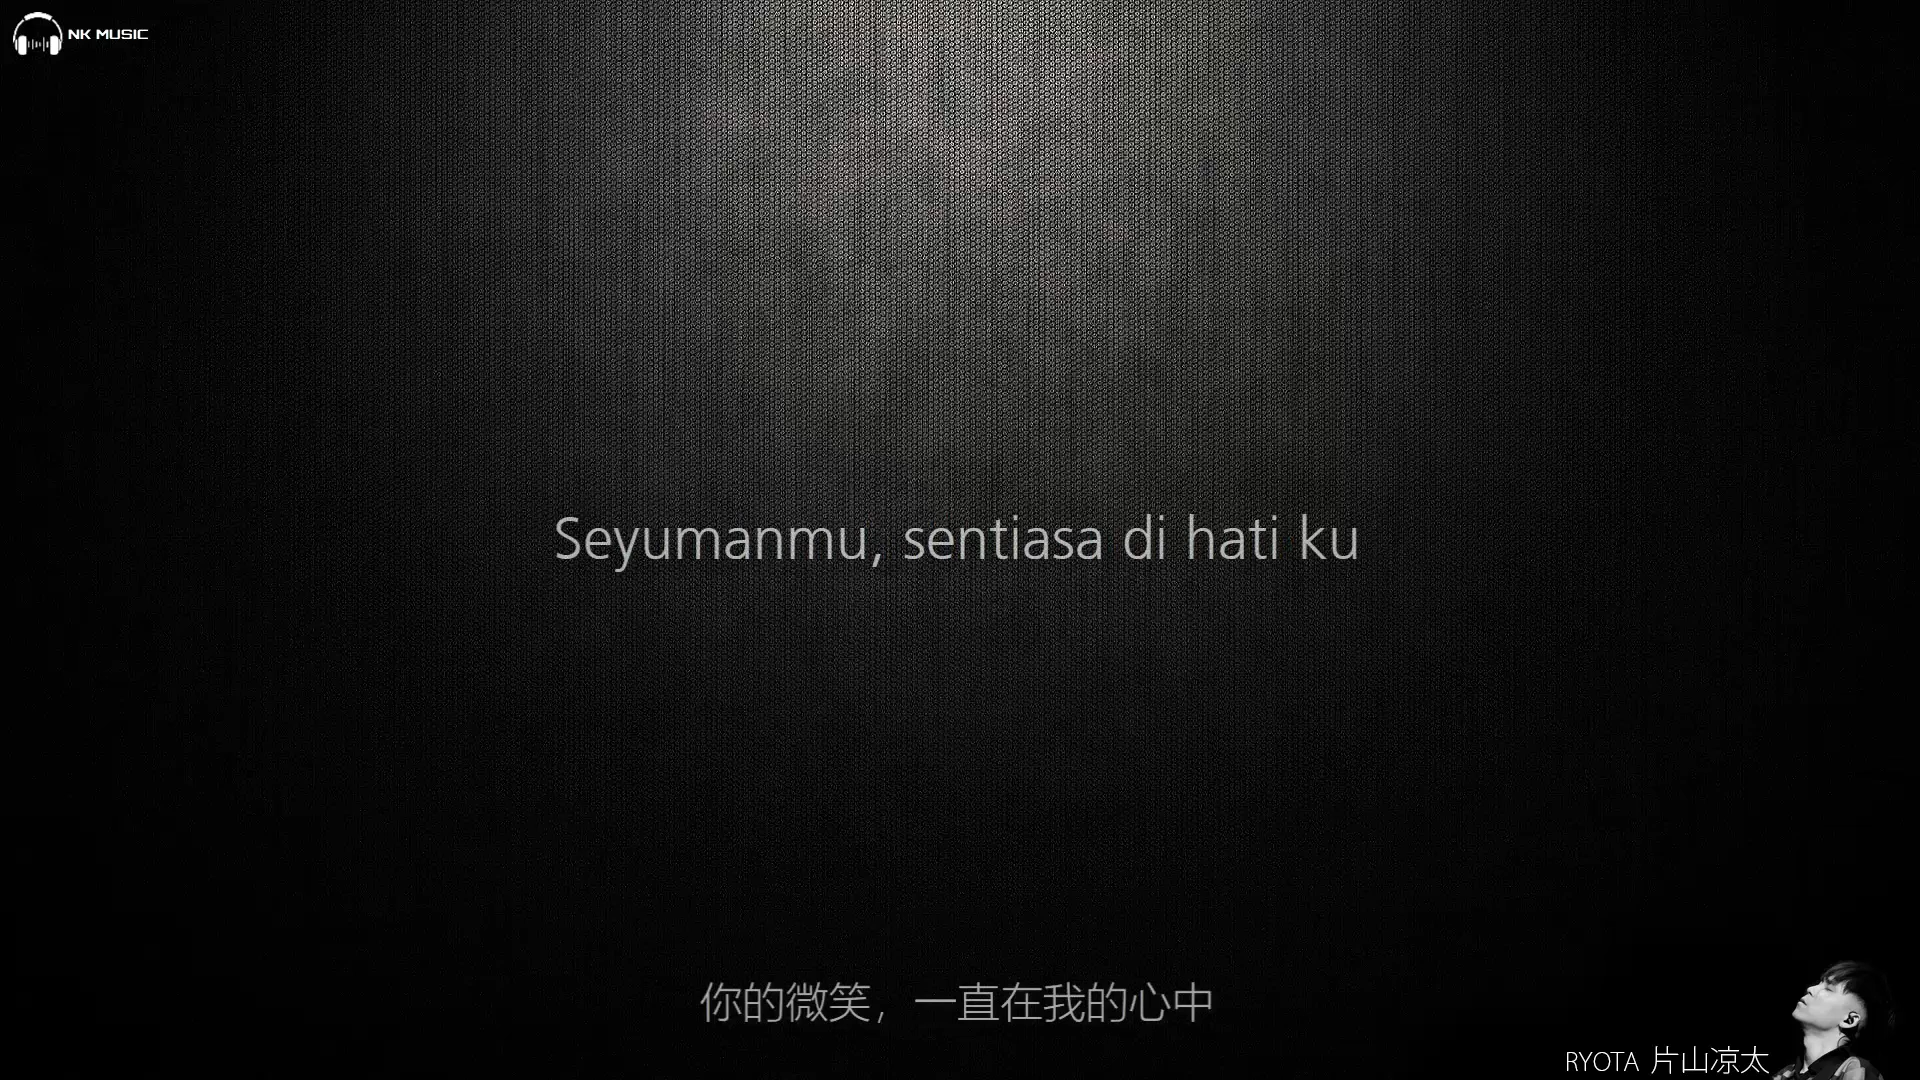 NK MUSIC
Seyumanmu, sentiasa di hati ku
你的微笑，一直在我的心中
RYOTA 片山凉太